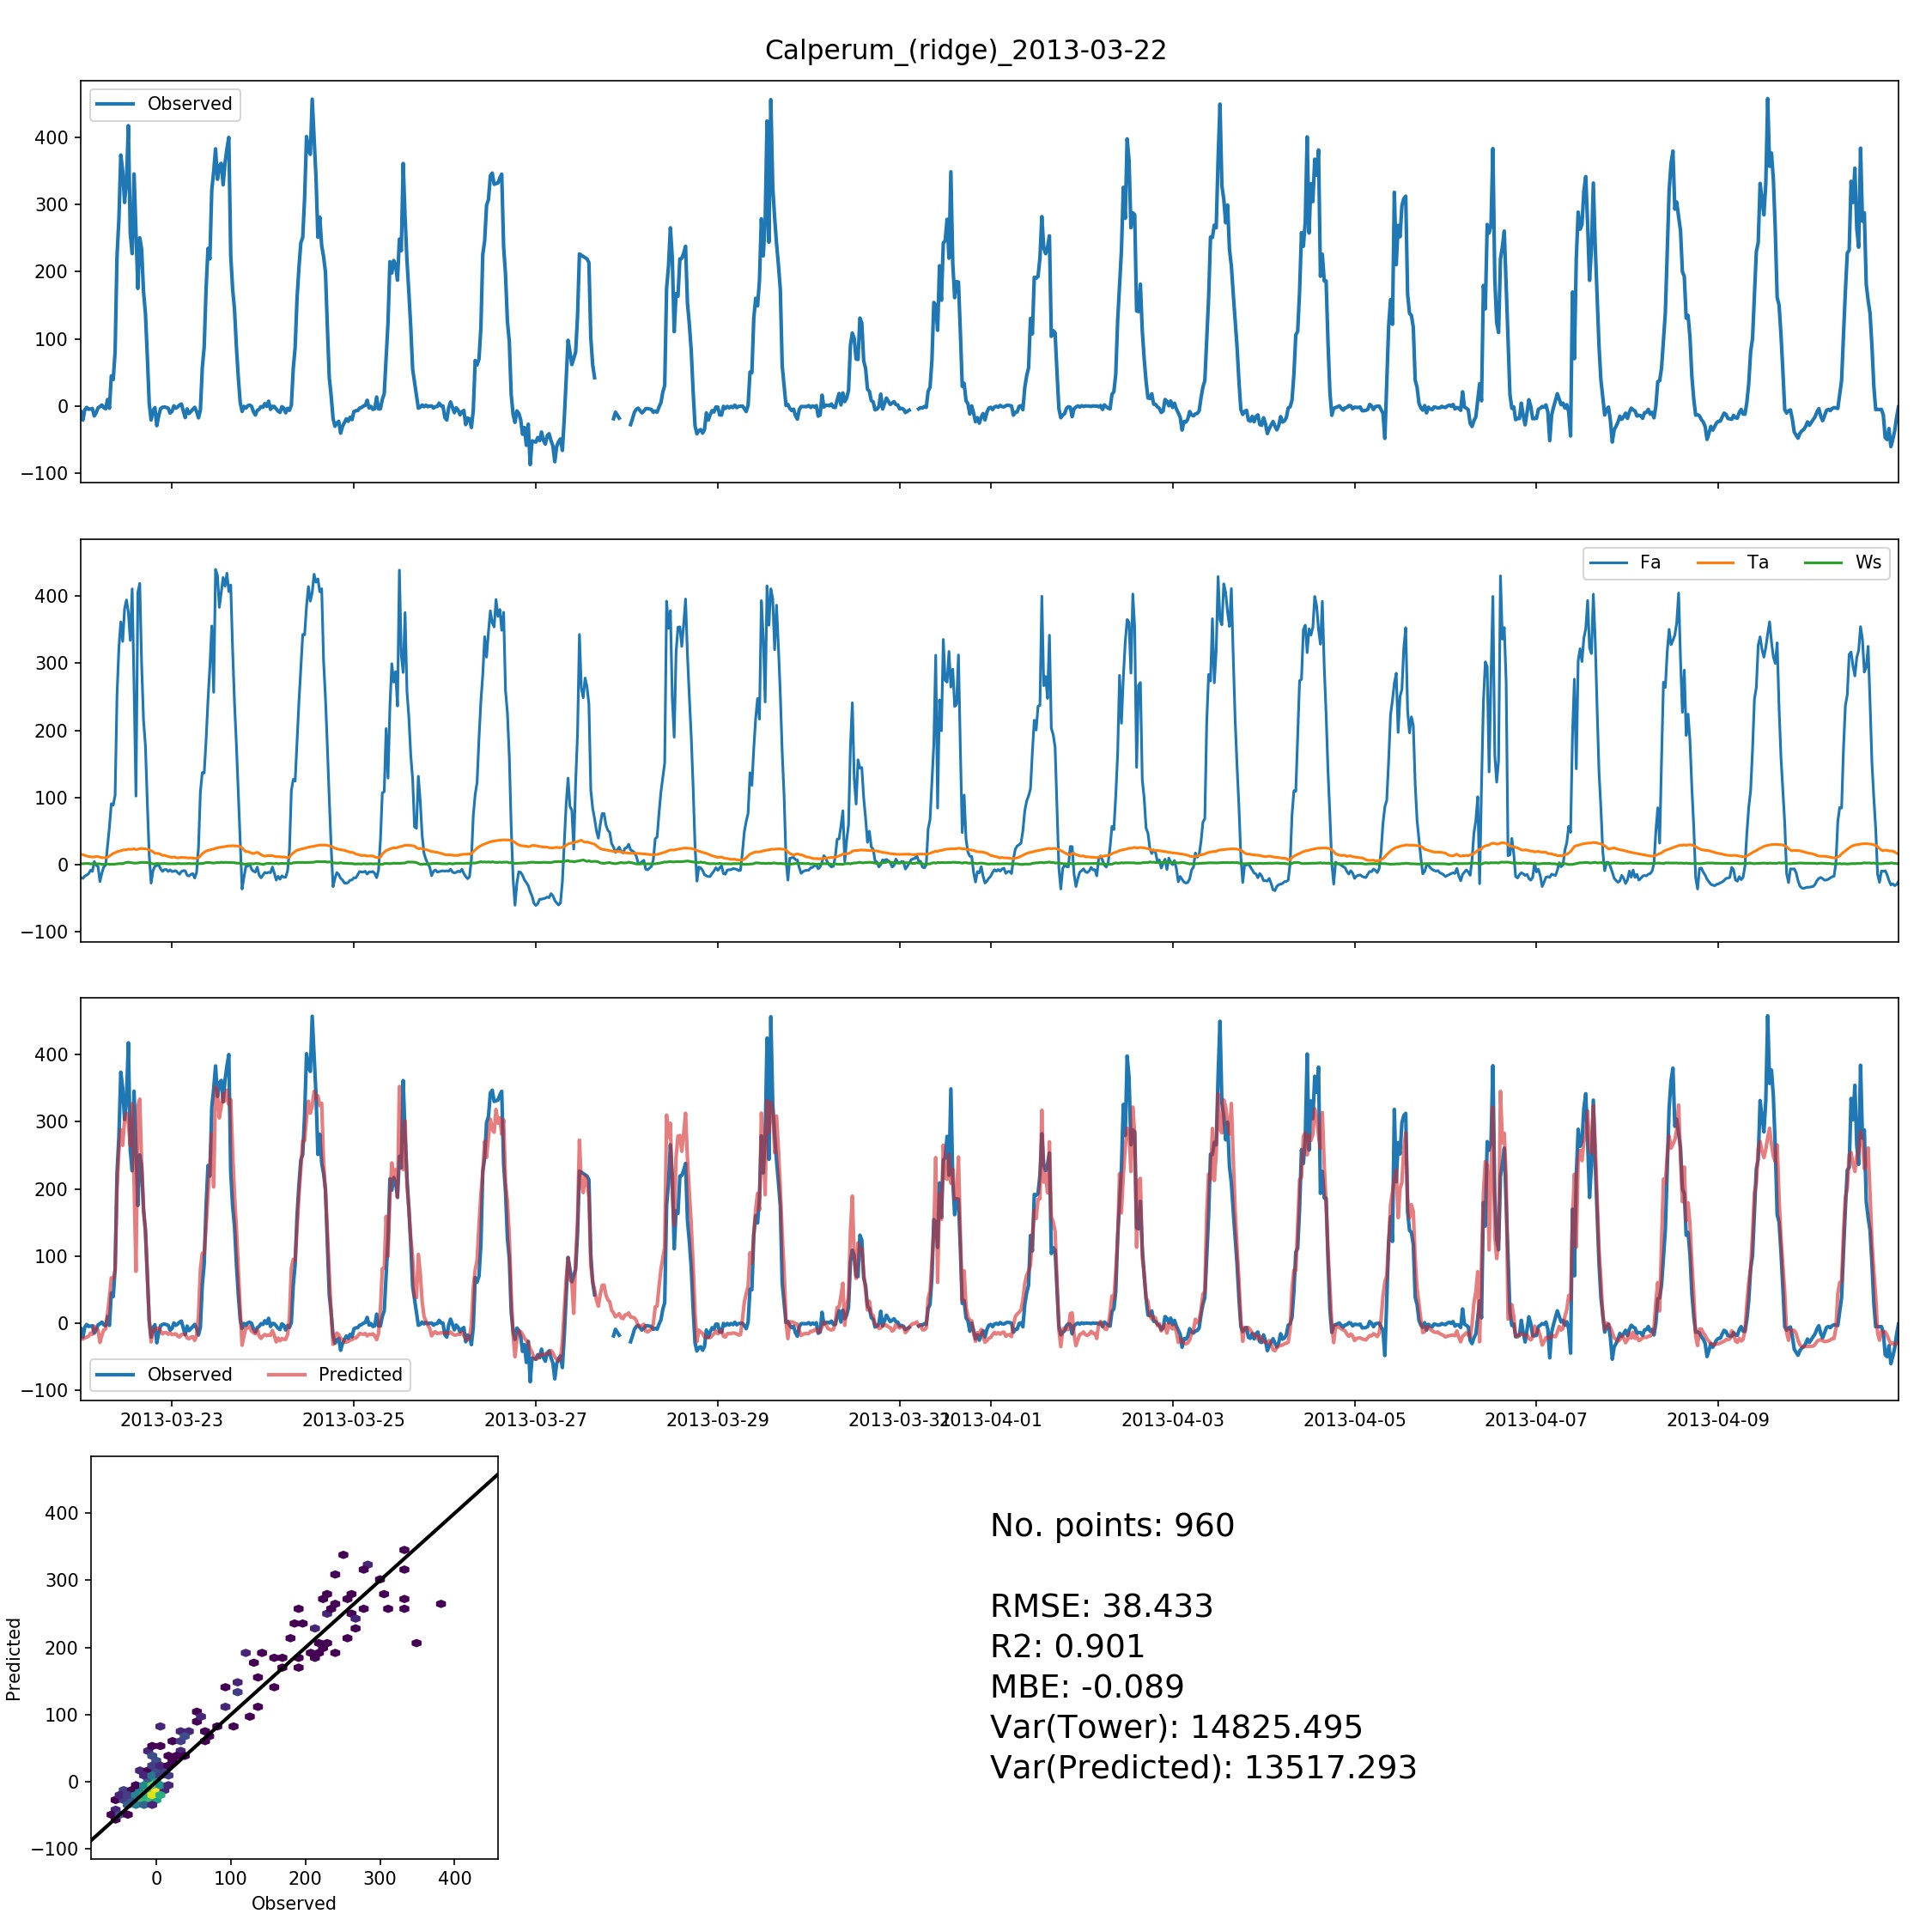 Calperum_(ridge)_2013-03-22
Observed
400
300
200
100
0
−100
Fa Ta Ws
400
300
200
100
0
−100
400
300
200
100
0
−100
Observed Predicted
2013-03-23 2013-03-25 2013-03-27 2013-03-29 2013-03-31 2013-04-01 2013-04-03 2013-04-05 2013-04-07 2013-04-09
Predicted
400
300
200
100
0
−100
0 100 200 300 400
Observed
No. points: 960
RMSE: 38.433
R2: 0.901
MBE: -0.089
Var(Tower): 14825.495
Var(Predicted): 13517.293